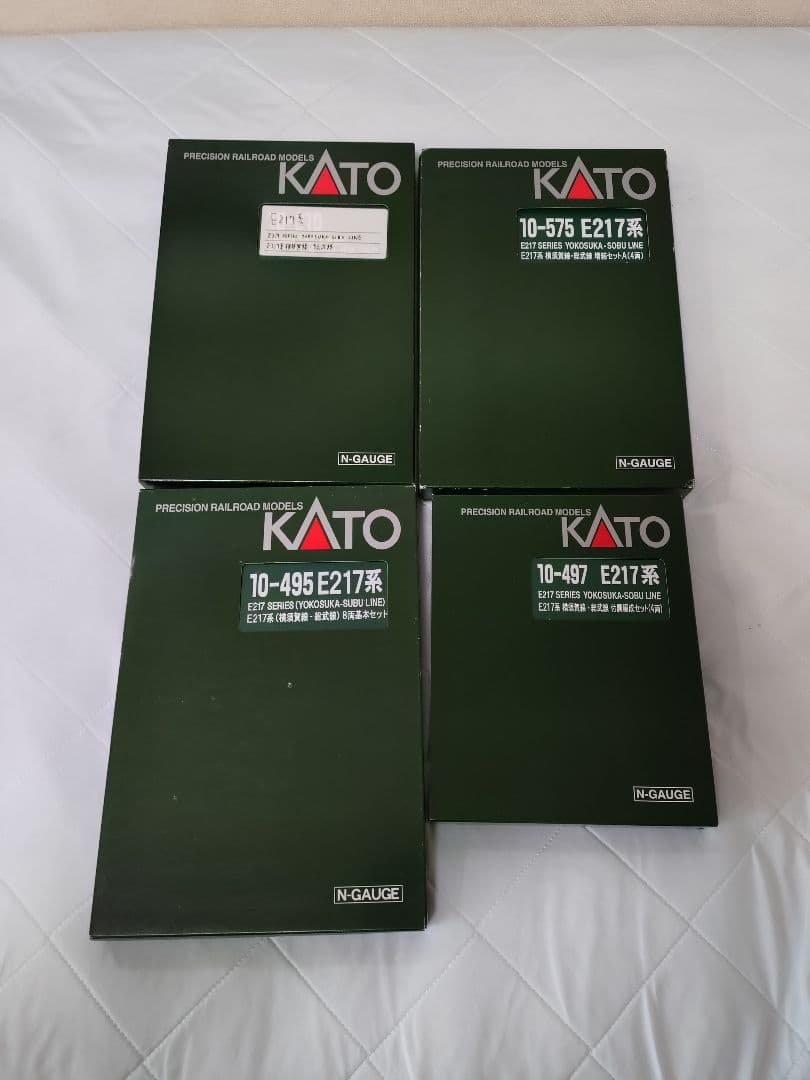 PRECISION RAILROAD MODELS
KATO
E217系
E217 SERIES YOKOSUKA-SOBU LINE
N-GAUGE
PRECISION RAILROAD MODELS
KATO
10-575 E217系
E217 SERIES YOKOSUKA・SOBU LINE
E217系 横須賀線・総武線 増結セットA(4両)
N-GAUGE
PRECISION RAILROAD MODELS
KATO
10-495 E217系
E217 SERIES (YOKOSUKA-SUBU LINE)
E217系 (横須賀線・総武線) 8両基本セット
N-GAUGE
PRECISION RAILROAD MODELS
KATO
10-497 E217系
E217 SERIES YOKOSUKA-SOBU LINE
E217系 横須賀線・総武線 付属編成セット(4両)
N-GAUGE